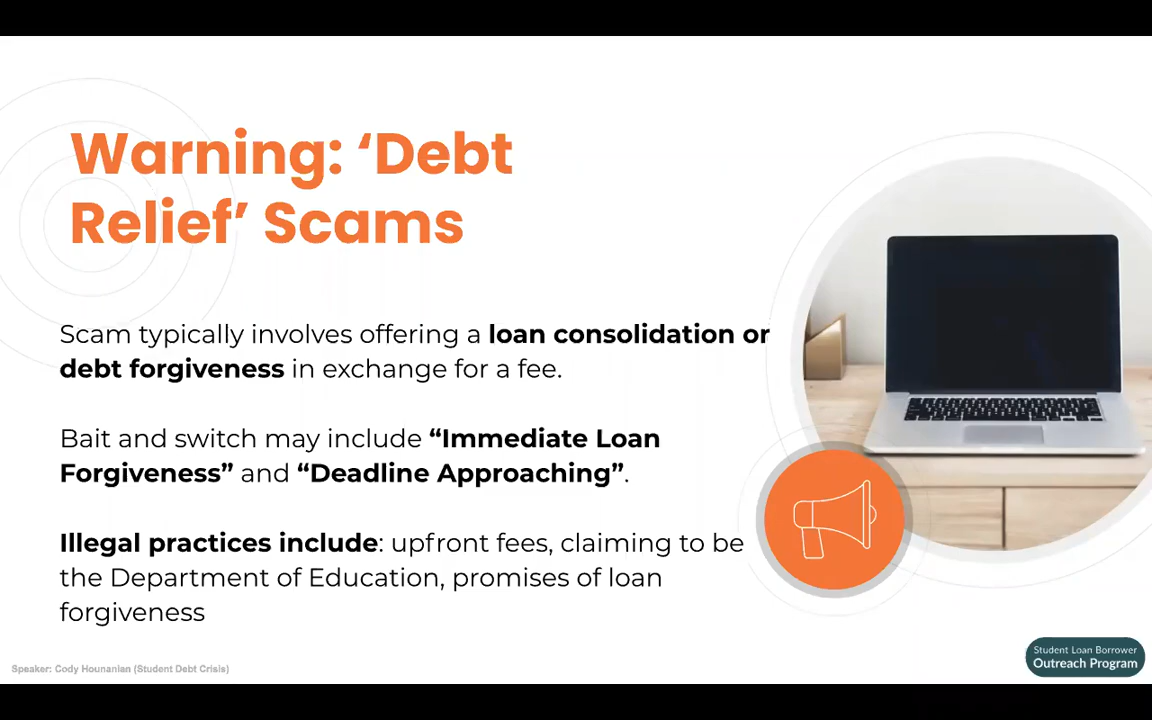 Warning: ‘Debt
Relief’ Scams
Scam typically involves offering a loan consolidation or
debt forgiveness in exchange for a fee.
Bait and switch may include “Immediate Loan
Forgiveness” and “Deadline Approaching”.
Illegal practices include: upfront fees, claiming to be
the Department of Education, promises of loan
forgiveness
Speaker: Cody Hounanian (Student Debt Crisis)
Student Loan Borrower
Outreach Program